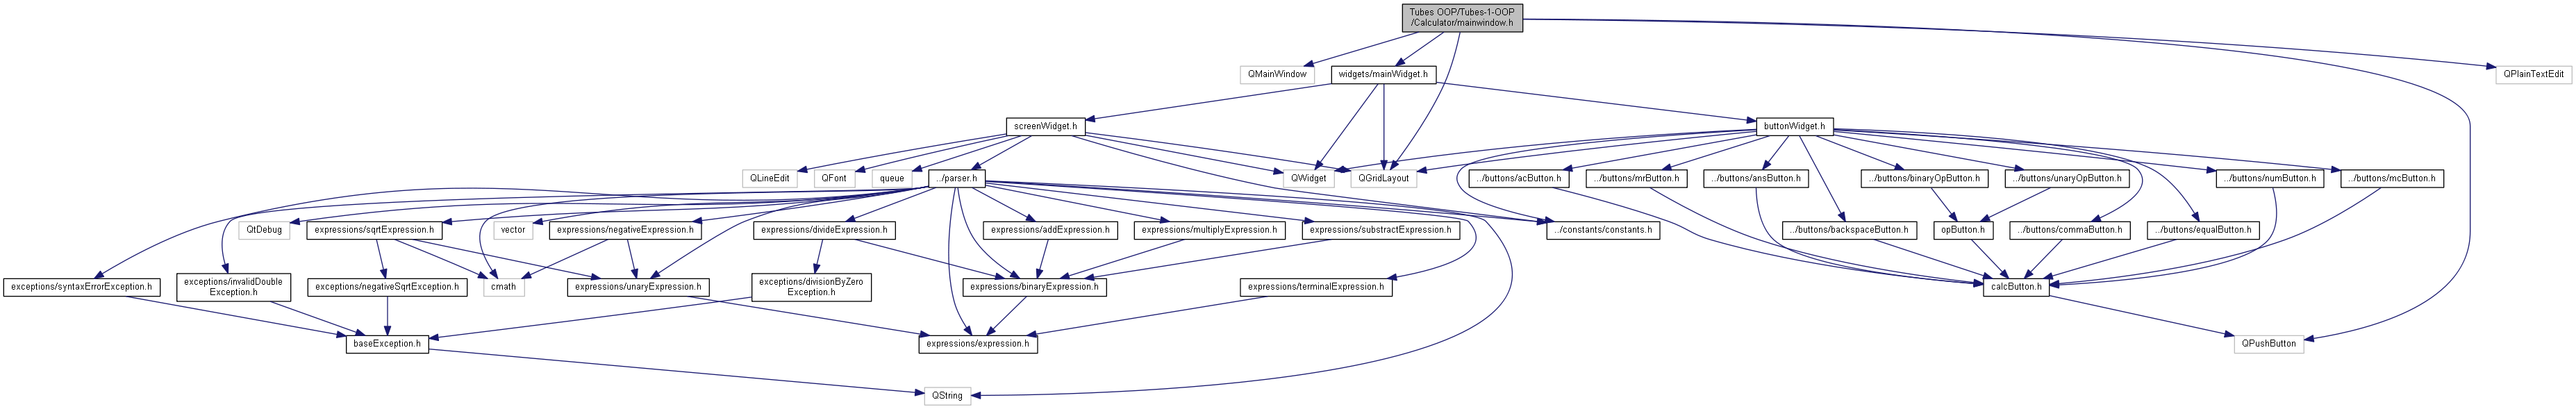 Tubes OOP/Tubes-1-OOP
/Calculator/mainwindow.h
QMainWindow
widgets/mainWidget.h
QPlainTextEdit
screenWidget.h
buttonWidget.h
QLineEdit
QFont
queue
../parser.h
QWidget
QGridLayout
../buttons/acButton.h
../buttons/mrButton.h
../buttons/ansButton.h
../buttons/binaryOpButton.h
../buttons/unaryOpButton.h
../buttons/numButton.h
../buttons/mcButton.h
QtDebug
expressions/sqrtExpression.h
vector
expressions/negativeExpression.h
expressions/divideExpression.h
expressions/addExpression.h
expressions/multiplyExpression.h
expressions/substractExpression.h
../constants/constants.h
../buttons/backspaceButton.h
opButton.h
../buttons/commaButton.h
../buttons/equalButton.h
exceptions/syntaxErrorException.h
exceptions/invalidDouble
Exception.h
exceptions/negativeSqrtException.h
cmath
expressions/unaryExpression.h
exceptions/divisionByZero
Exception.h
expressions/binaryExpression.h
expressions/terminalExpression.h
calcButton.h
baseException.h
expressions/expression.h
QPushButton
QString